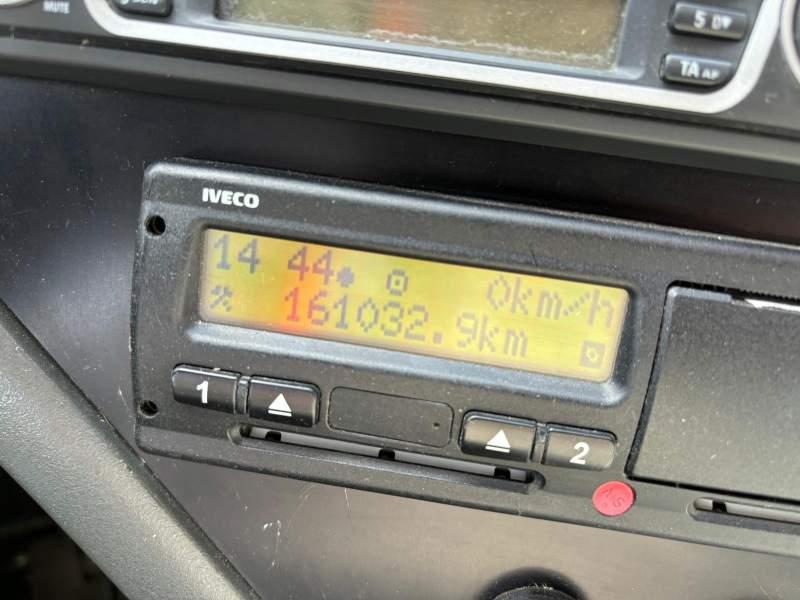 MUTE
5 D▼
TA AF
IVECO
14 44 0km/h
161032.9km
1
2